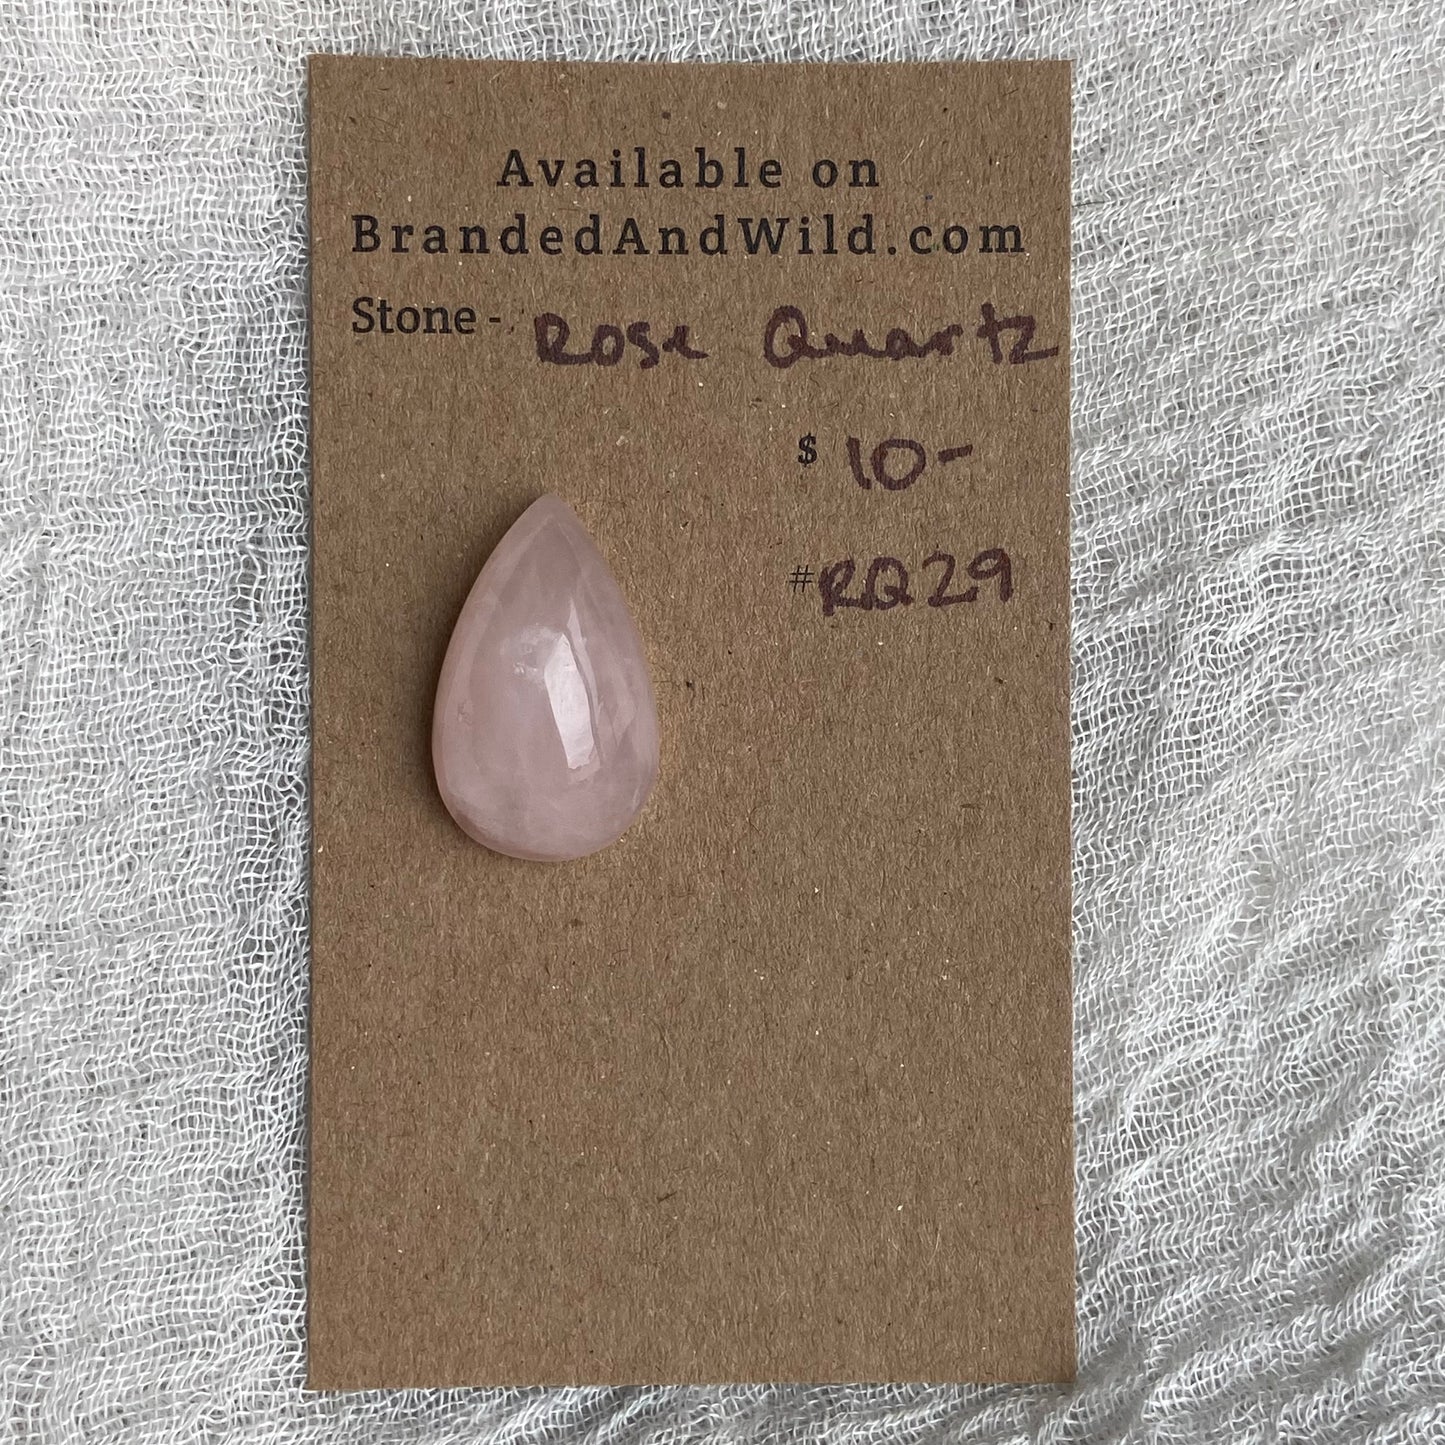 Available on
BrandedAndWild.com
Stone - Rose Quartz
$ 10-
#RQ29